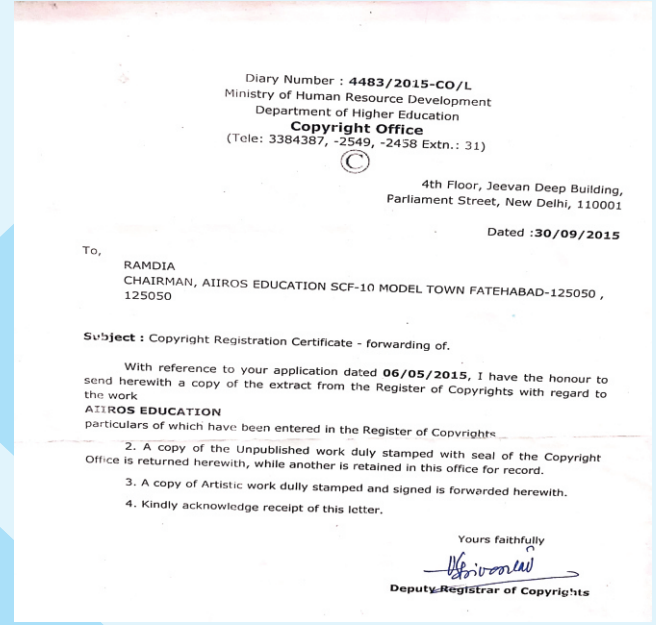 Diary Number : 4483/2015-CO/L
Ministry of Human Resource Development
Department of Higher Education
Copyright Office
(Tele: 3384387, -2549, -2458 Extn.: 31)
©
4th Floor, Jeevan Deep Building,
Parliament Street, New Delhi, 110001
Dated :30/09/2015
To,
RAMDIA
CHAIRMAN, AIIROS EDUCATION SCF-10 MODEL TOWN FATEHABAD-125050 ,
125050
Subject : Copyright Registration Certificate - forwarding of.
With reference to your application dated 06/05/2015, I have the honour to
send herewith a copy of the extract from the Register of Copyrights with regard to
the work
AIIROS EDUCATION
particulars of which have been entered in the Register of Copyrights
2. A copy of the Unpublished work duly stamped with seal of the Copyright
Office is returned herewith, while another is retained in this office for record.
3. A copy of Artistic work dully stamped and signed is forwarded herewith.
4. Kindly acknowledge receipt of this letter.
Yours faithfully
Deputy Registrar of Copyrights